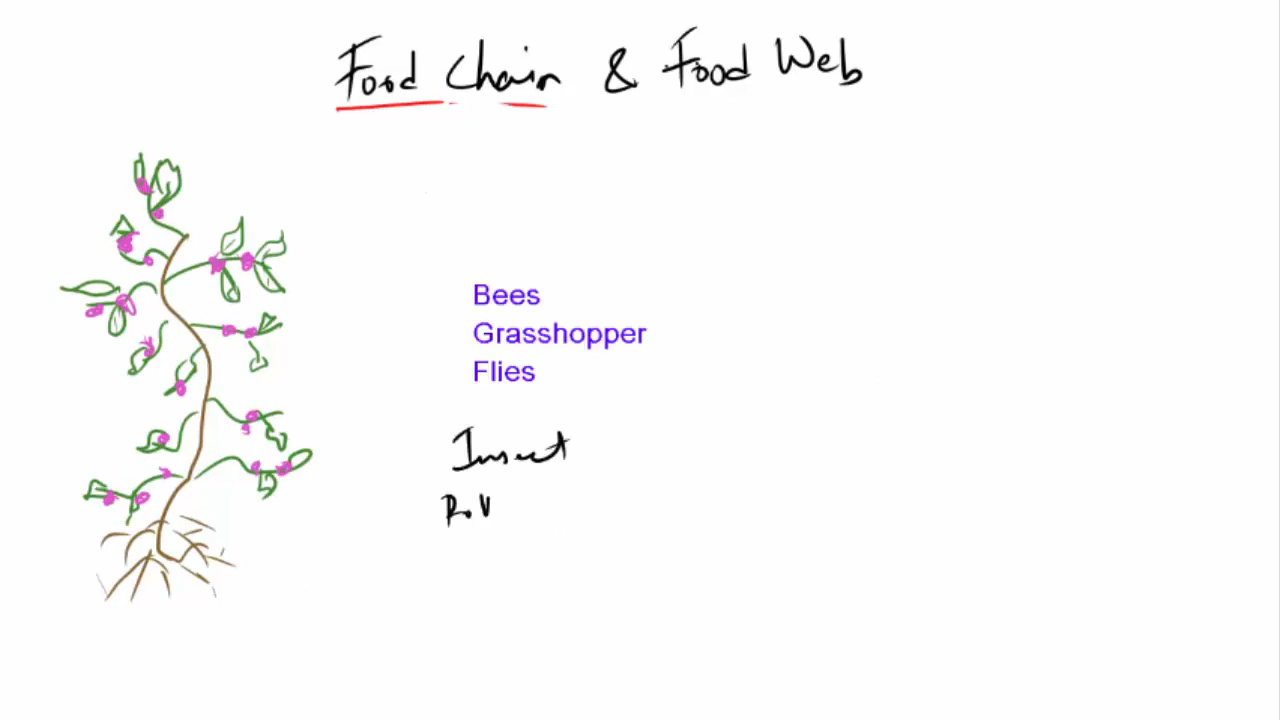 Food Chain & Food Web
Bees
Grasshopper
Flies
Insect